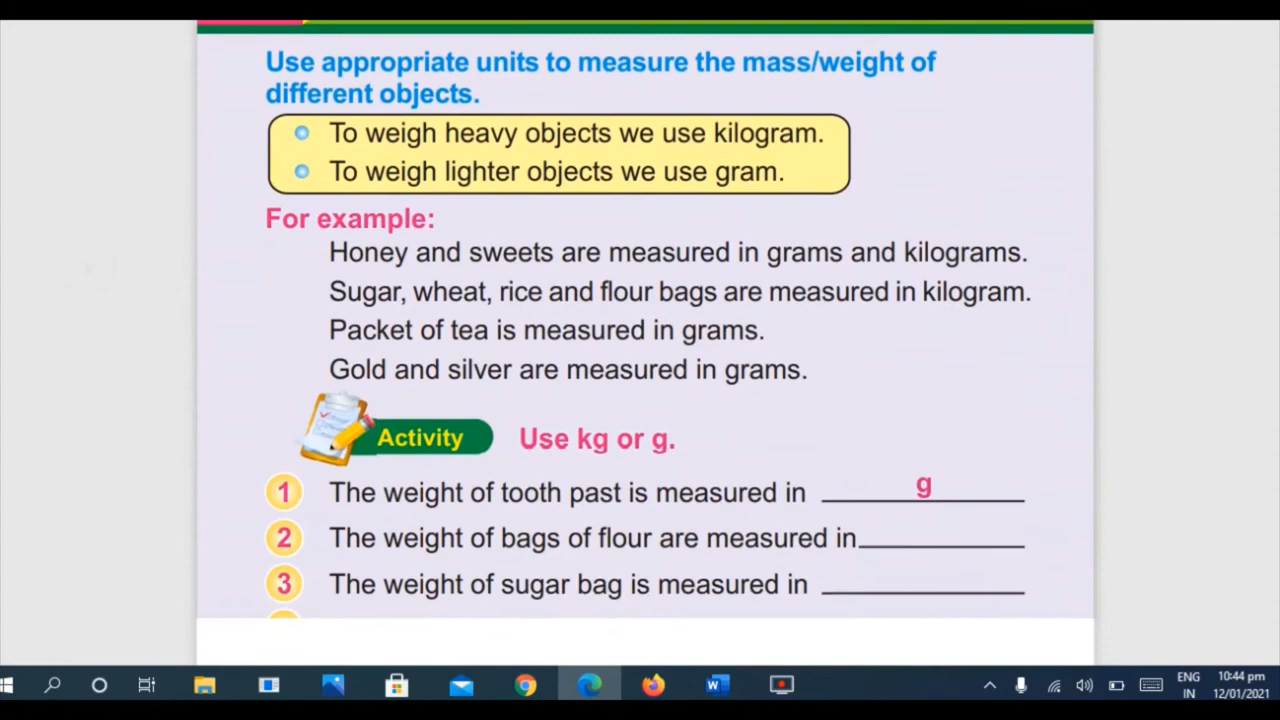 Use appropriate units to measure the mass/weight of
different objects.
To weigh heavy objects we use kilogram.
To weigh lighter objects we use gram.
For example:
Honey and sweets are measured in grams and kilograms.
Sugar, wheat, rice and flour bags are measured in kilogram.
Packet of tea is measured in grams.
Gold and silver are measured in grams.
Activity Use kg or g.
1 The weight of tooth past is measured in g
2 The weight of bags of flour are measured in
3 The weight of sugar bag is measured in
ENG 10:44 pm
IN 12/01/2021